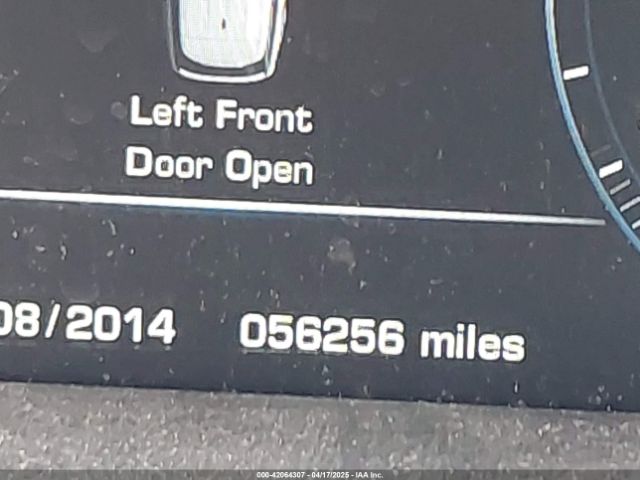 Left Front
Door Open
08/2014 056256 miles
000-42064307 - 04/17/2025 - IAA Inc.